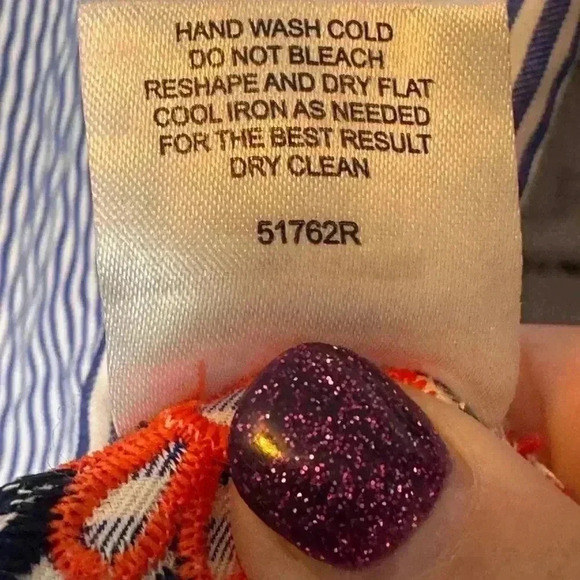 HAND WASH COLD
DO NOT BLEACH
RESHAPE AND DRY FLAT
COOL IRON AS NEEDED
FOR THE BEST RESULT
DRY CLEAN
51762R